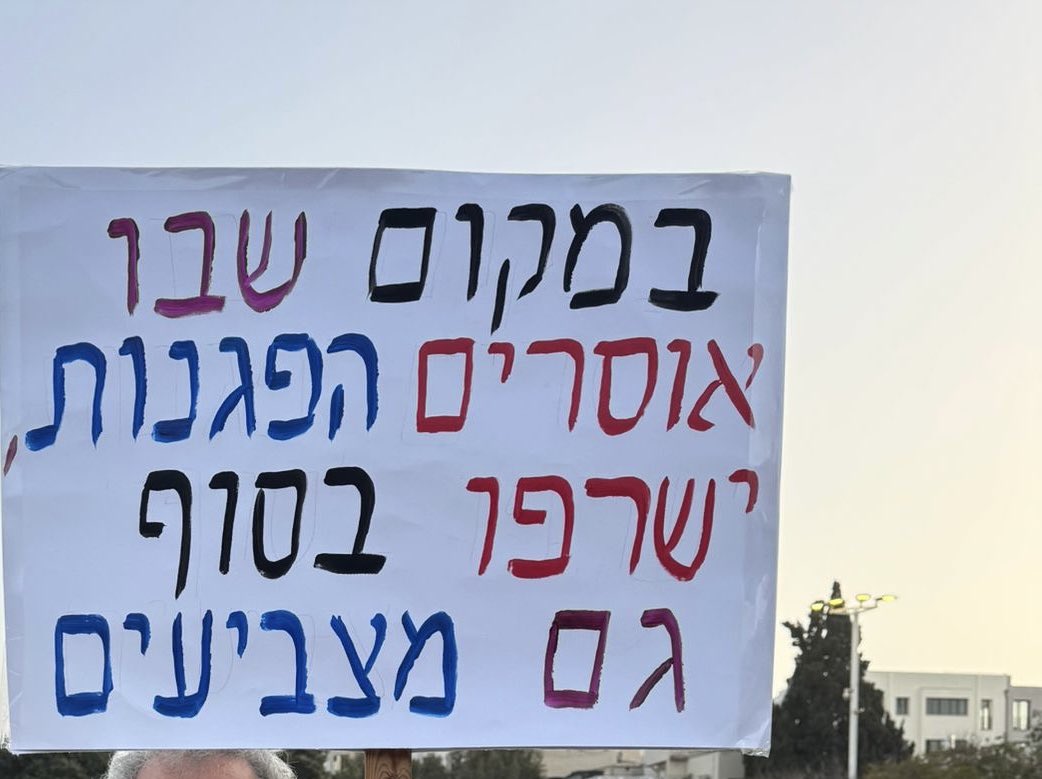 במקום שבו
אוסרים הפגנות,
ישרפו בסוף
גם מצביעים